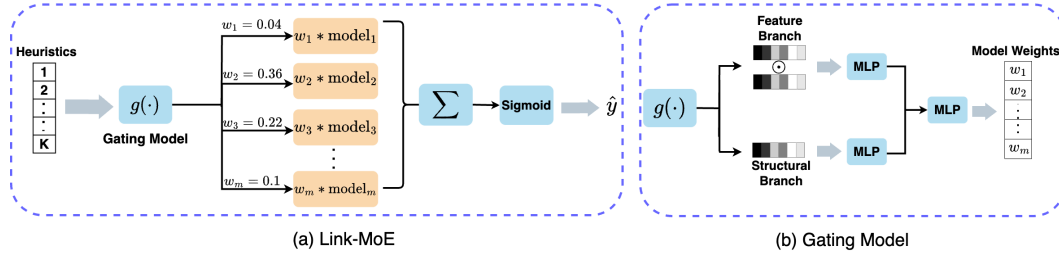 Heuristics
1
2
:
:
K
g(·)
Gating Model
w₁ = 0.04
w₂ = 0.36
w₃ = 0.22
wₘ = 0.1
w₁ * model₁
w₂ * model₂
w₃ * model₃
⋮
wₘ * modelₘ
∑
Sigmoid
ŷ
(a) Link-MoE
g(·)
Feature
Branch
⊙
Structural
Branch
MLP
MLP
MLP
Model Weights
w₁
w₂
⋮
⋮
wₘ
(b) Gating Model